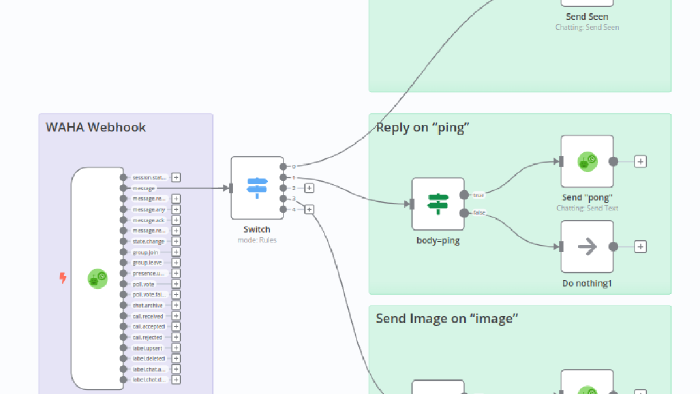 Send Seen
Chatting: Send Seen
WAHA Webhook
Reply on “ping”
session.stat...
message
message.re...
message.any
message.ack
message.re...
state.change
group.join
group.leave
presence.u...
poll.vote
poll.vote.fai...
chat.archive
call.received
call.accepted
call.rejected
label.upsert
label.deleted
label.chat.a...
label.chat.d...
0
1
2
3
4
Switch
mode: Rules
true
false
body=ping
Send "pong"
Chatting: Send Text
Do nothing1
Send Image on “image”